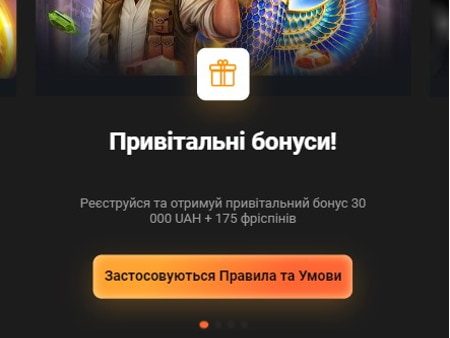 Привітальні бонуси!
Реєструйся та отримуй привітальний бонус 30
000 UAH + 175 фріспінів
Застосовуються Правила та Умови